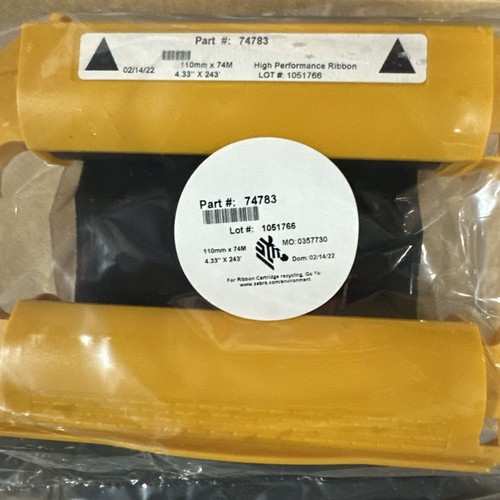 Part #: 74783
02/14/22 110mm x 74M High Performance Ribbon
4.33" X 243' LOT #: 1051766
Part #: 74783
Lot #: 1051766
110mm x 74M MO: 0357730
4.33" X 243' Dom: 02/14/22
For Ribbon Cartridge recycling, Go To:
www.zebra.com/environment